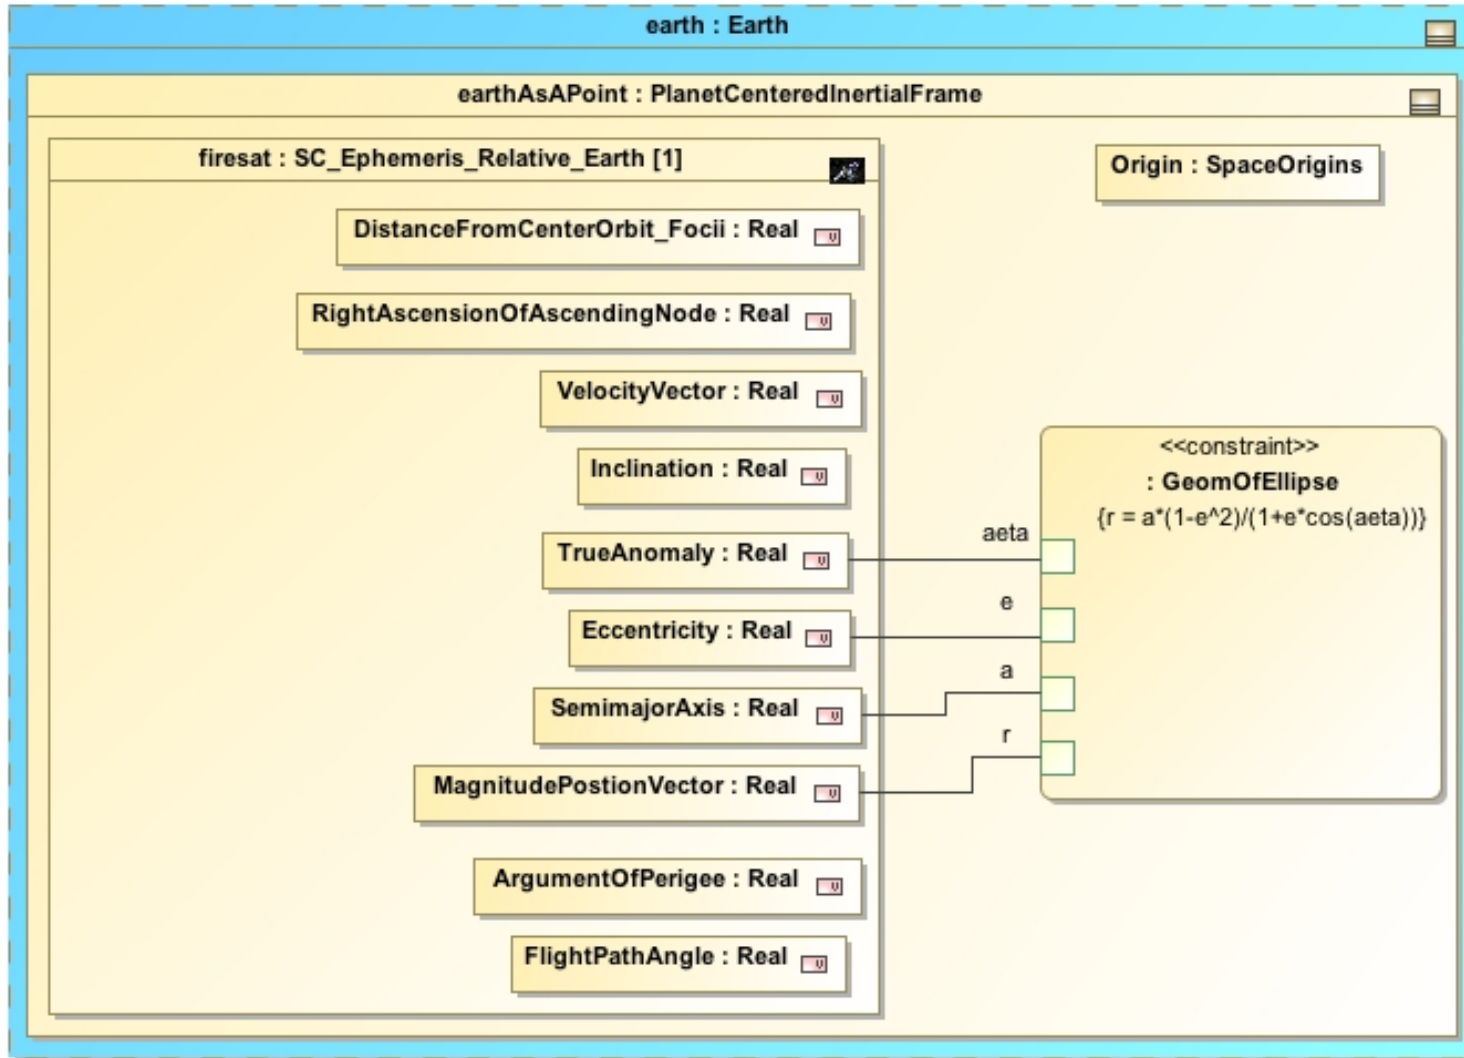 earth : Earth
earthAsAPoint : PlanetCenteredInertialFrame
firesat : SC_Ephemeris_Relative_Earth [1]
Origin : SpaceOrigins
DistanceFromCenterOrbit_Focii : Real
RightAscensionOfAscendingNode : Real
VelocityVector : Real
Inclination : Real
TrueAnomaly : Real
Eccentricity : Real
SemimajorAxis : Real
MagnitudePostionVector : Real
ArgumentOfPerigee : Real
FlightPathAngle : Real
<<constraint>>
: GeomOfEllipse
{r = a*(1-e^2)/(1+e*cos(aeta))}
aeta
e
a
r